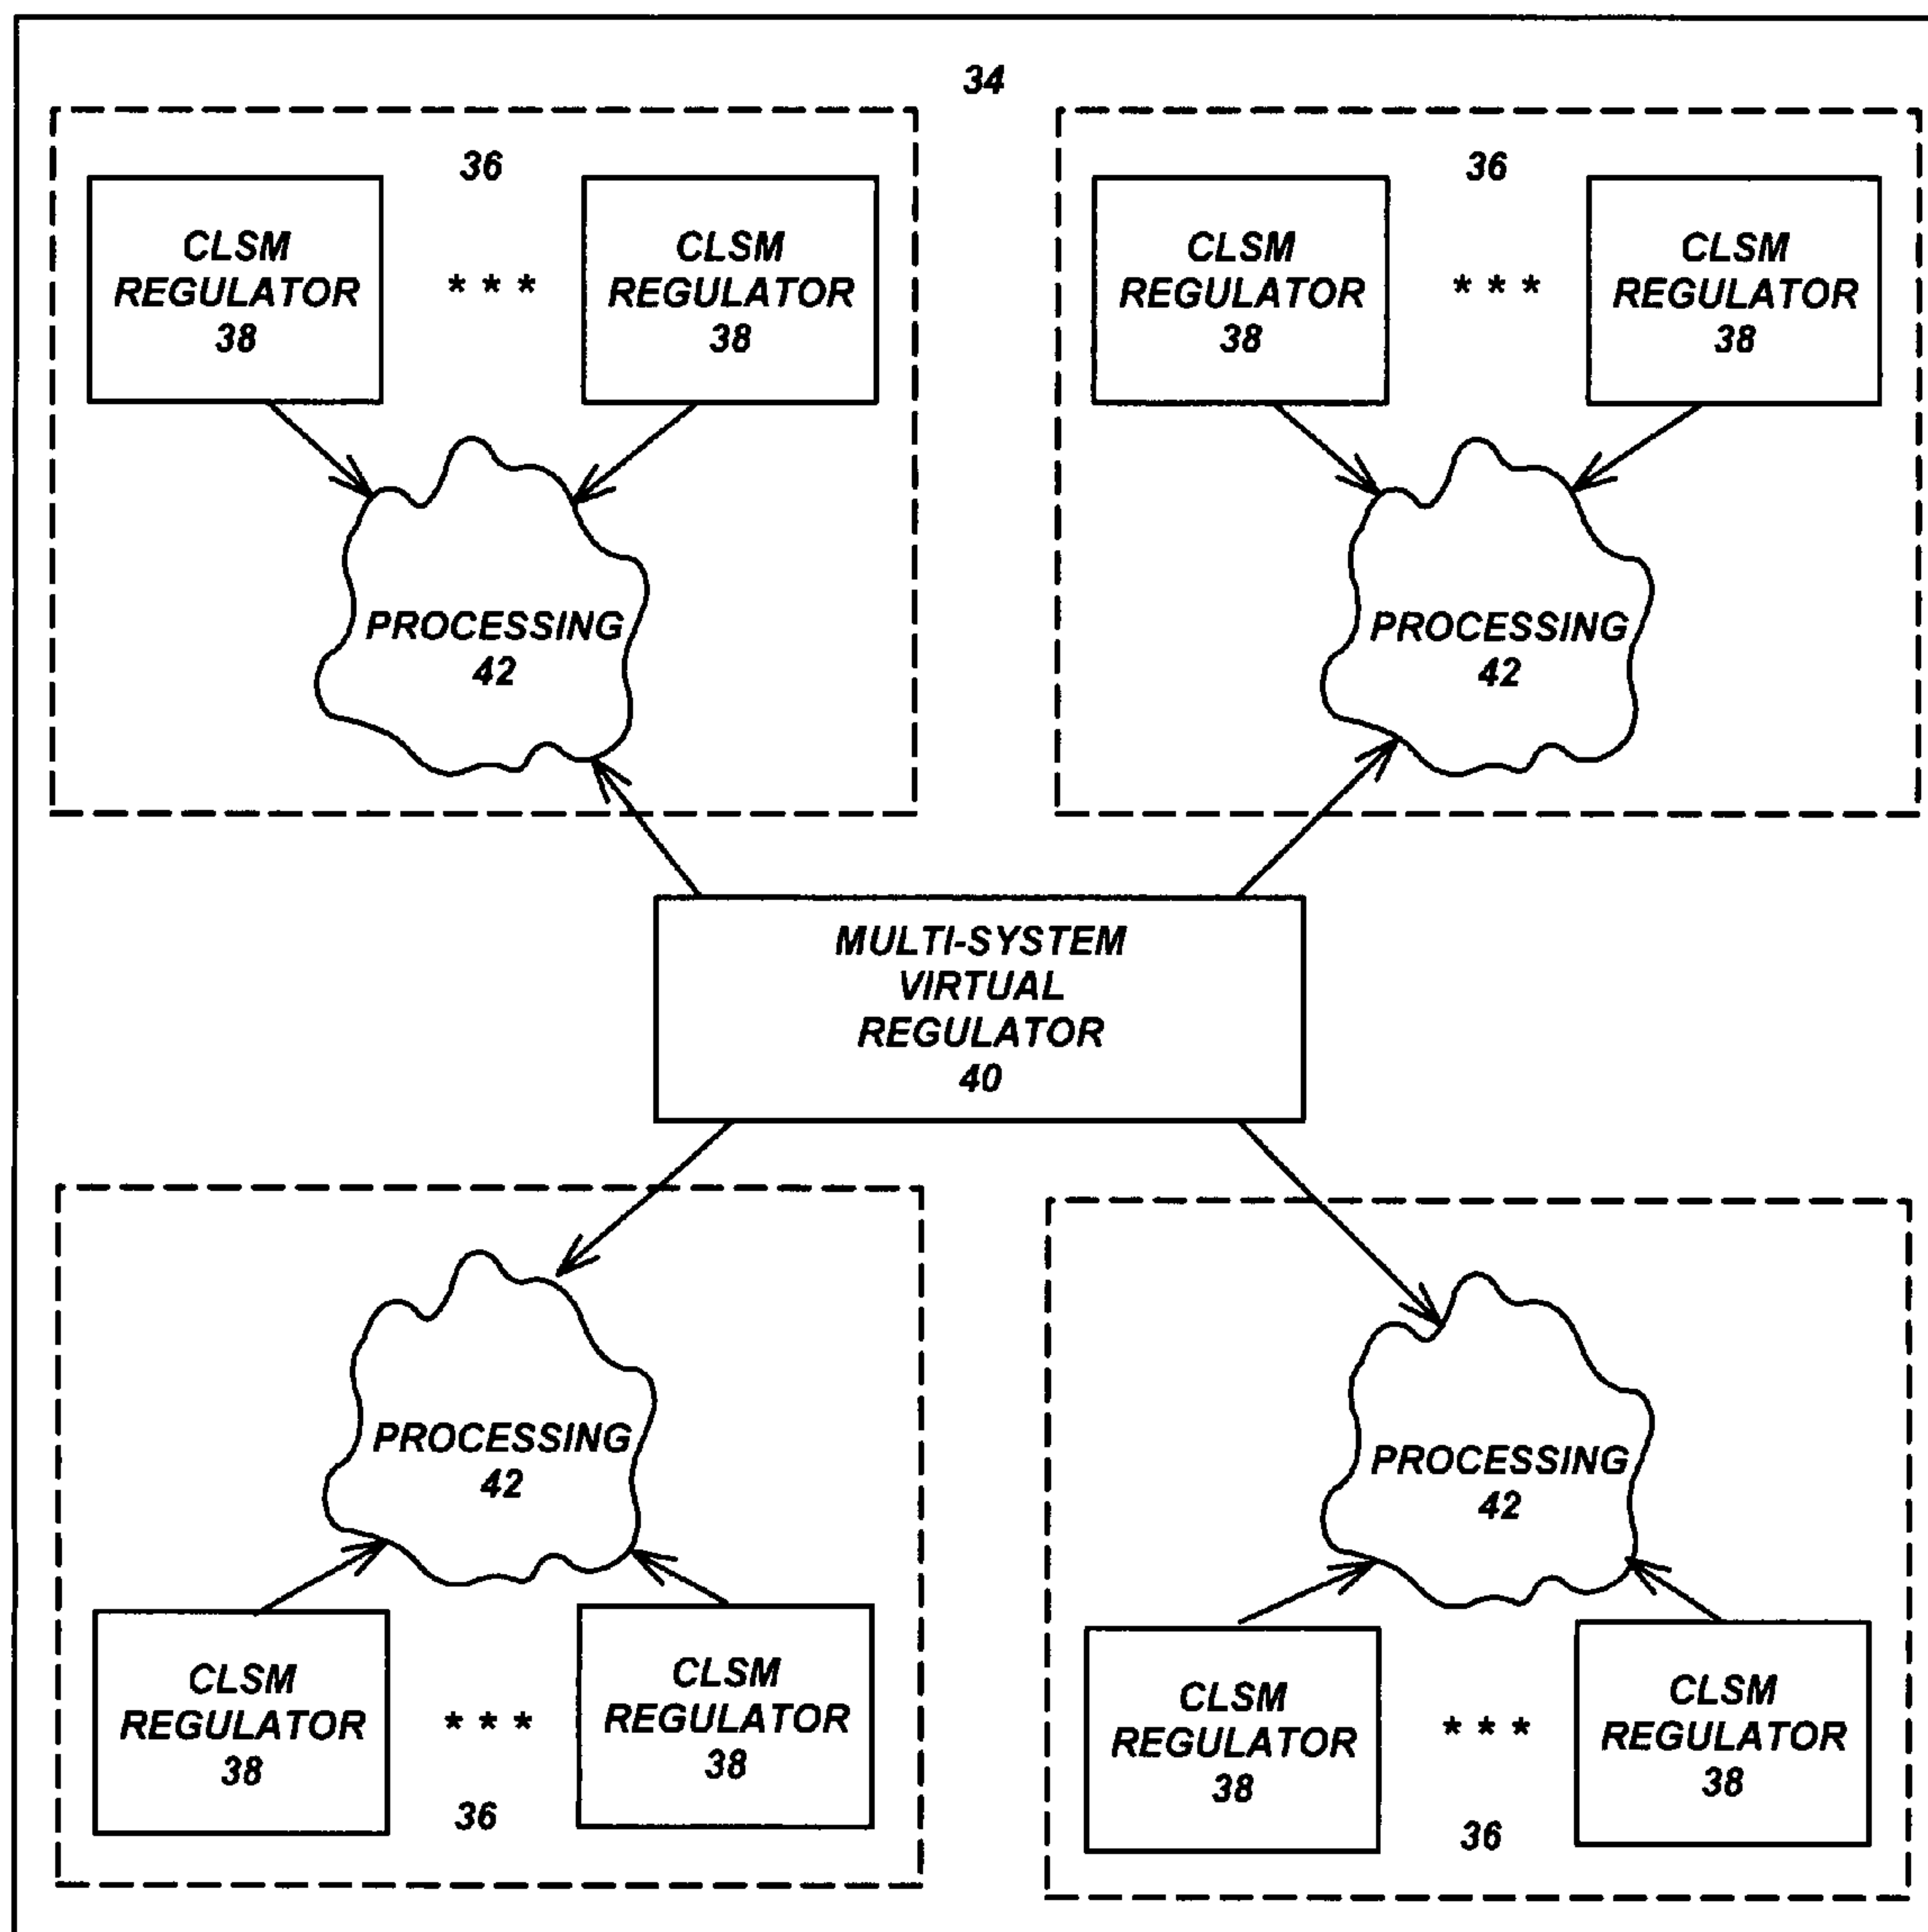 34
36
36
CLSM
REGULATOR
38
* * *
CLSM
REGULATOR
38
CLSM
REGULATOR
38
* * *
CLSM
REGULATOR
38
PROCESSING
42
PROCESSING
42
MULTI-SYSTEM
VIRTUAL
REGULATOR
40
PROCESSING
42
PROCESSING
42
CLSM
REGULATOR
38
* * *
CLSM
REGULATOR
38
36
CLSM
REGULATOR
38
* * *
CLSM
REGULATOR
38
36